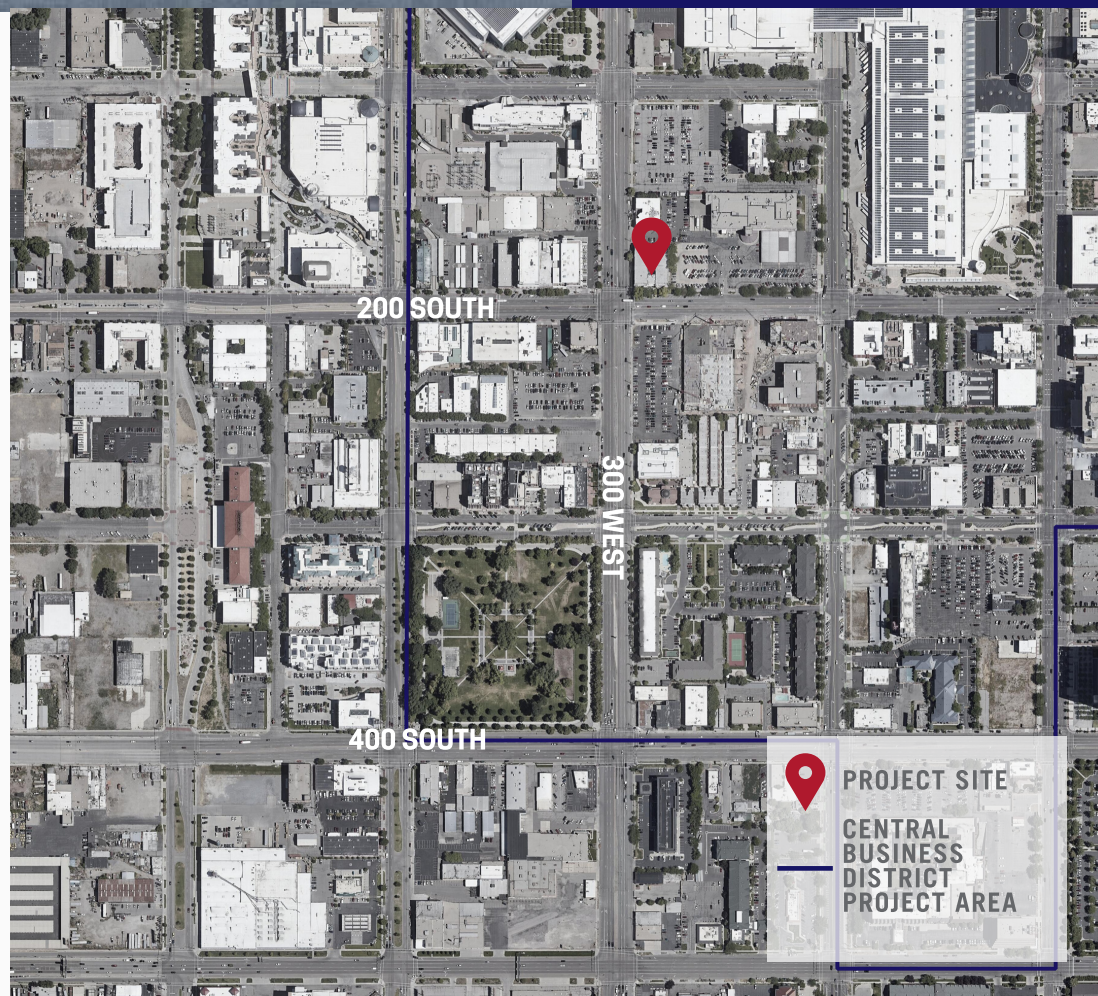 200 SOUTH
300 WEST
400 SOUTH
PROJECT SITE
CENTRAL
BUSINESS
DISTRICT
PROJECT AREA